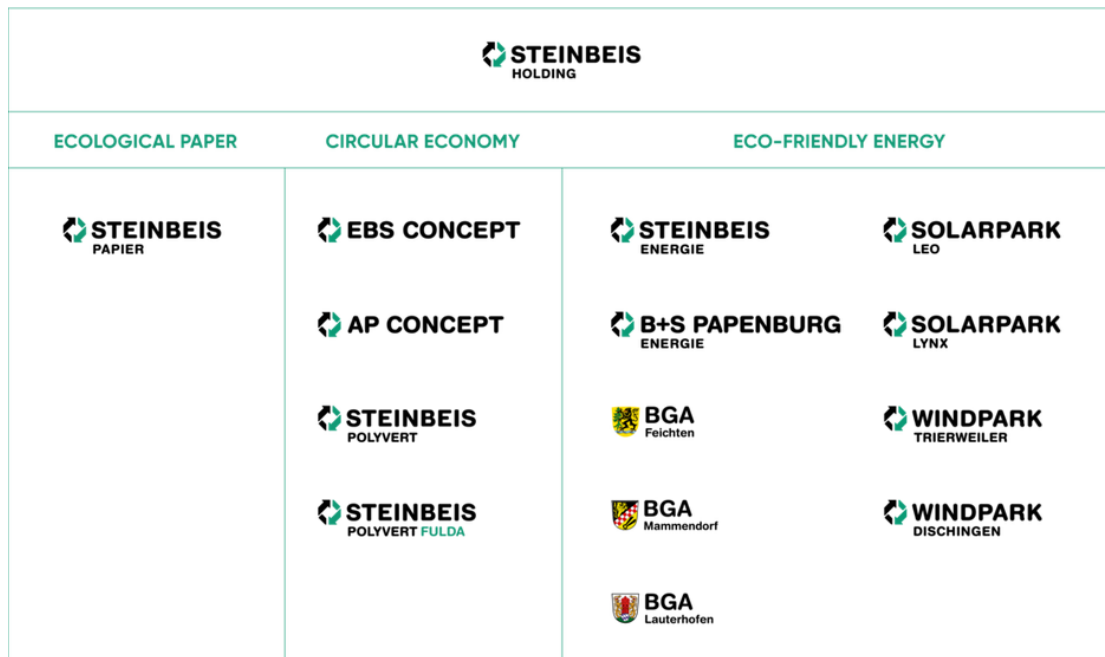 STEINBEIS
HOLDING
ECOLOGICAL PAPER
CIRCULAR ECONOMY
ECO-FRIENDLY ENERGY
STEINBEIS
PAPIER
EBS CONCEPT
AP CONCEPT
STEINBEIS
POLYVERT
STEINBEIS
POLYVERT FULDA
STEINBEIS
ENERGIE
B+S PAPENBURG
ENERGIE
BGA
Feichten
BGA
Mammendorf
BGA
Lauterhofen
SOLARPARK
LEO
SOLARPARK
LYNX
WINDPARK
TRIERWEILER
WINDPARK
DISCHINGEN